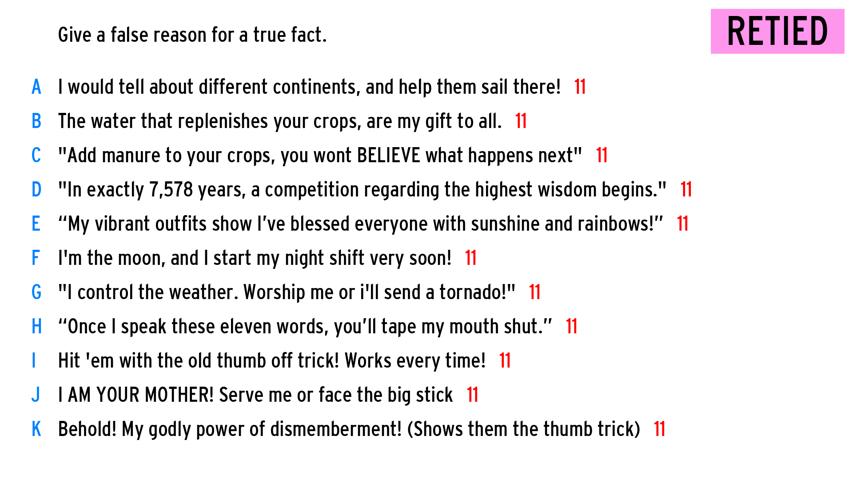 Give a false reason for a true fact.
RETIED
A I would tell about different continents, and help them sail there! 11
B The water that replenishes your crops, are my gift to all. 11
C "Add manure to your crops, you wont BELIEVE what happens next" 11
D "In exactly 7,578 years, a competition regarding the highest wisdom begins." 11
E “My vibrant outfits show I’ve blessed everyone with sunshine and rainbows!” 11
F I'm the moon, and I start my night shift very soon! 11
G "I control the weather. Worship me or i'll send a tornado!" 11
H “Once I speak these eleven words, you’ll tape my mouth shut.” 11
I Hit 'em with the old thumb off trick! Works every time! 11
J I AM YOUR MOTHER! Serve me or face the big stick 11
K Behold! My godly power of dismemberment! (Shows them the thumb trick) 11